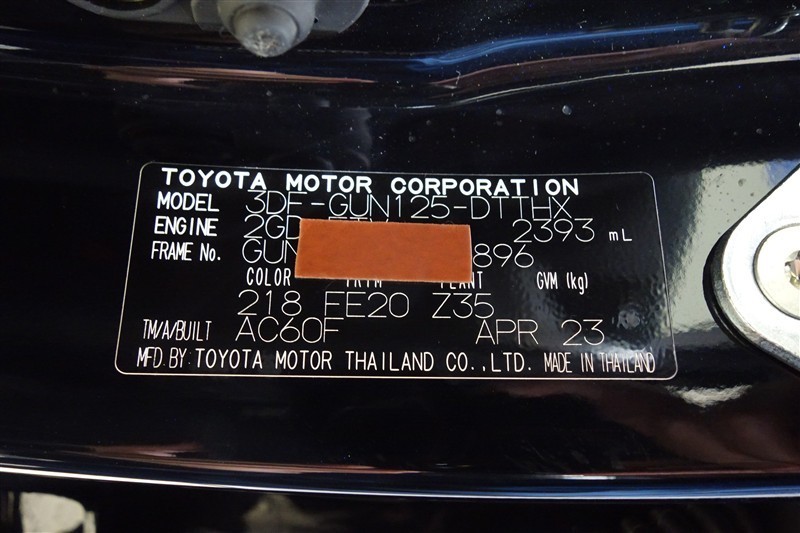 TOYOTA MOTOR CORPORATION
MODEL 3DF-GUN125-DTTHX
ENGINE 2GD 2393 mL
FRAME No. GUN 896
COLOR PLANT GVM (kg)
218 FE20 Z35
TM/A/BUILT AC60F APR 23
MFD.BY:TOYOTA MOTOR THAILAND CO.,LTD. MADE IN THAILAND